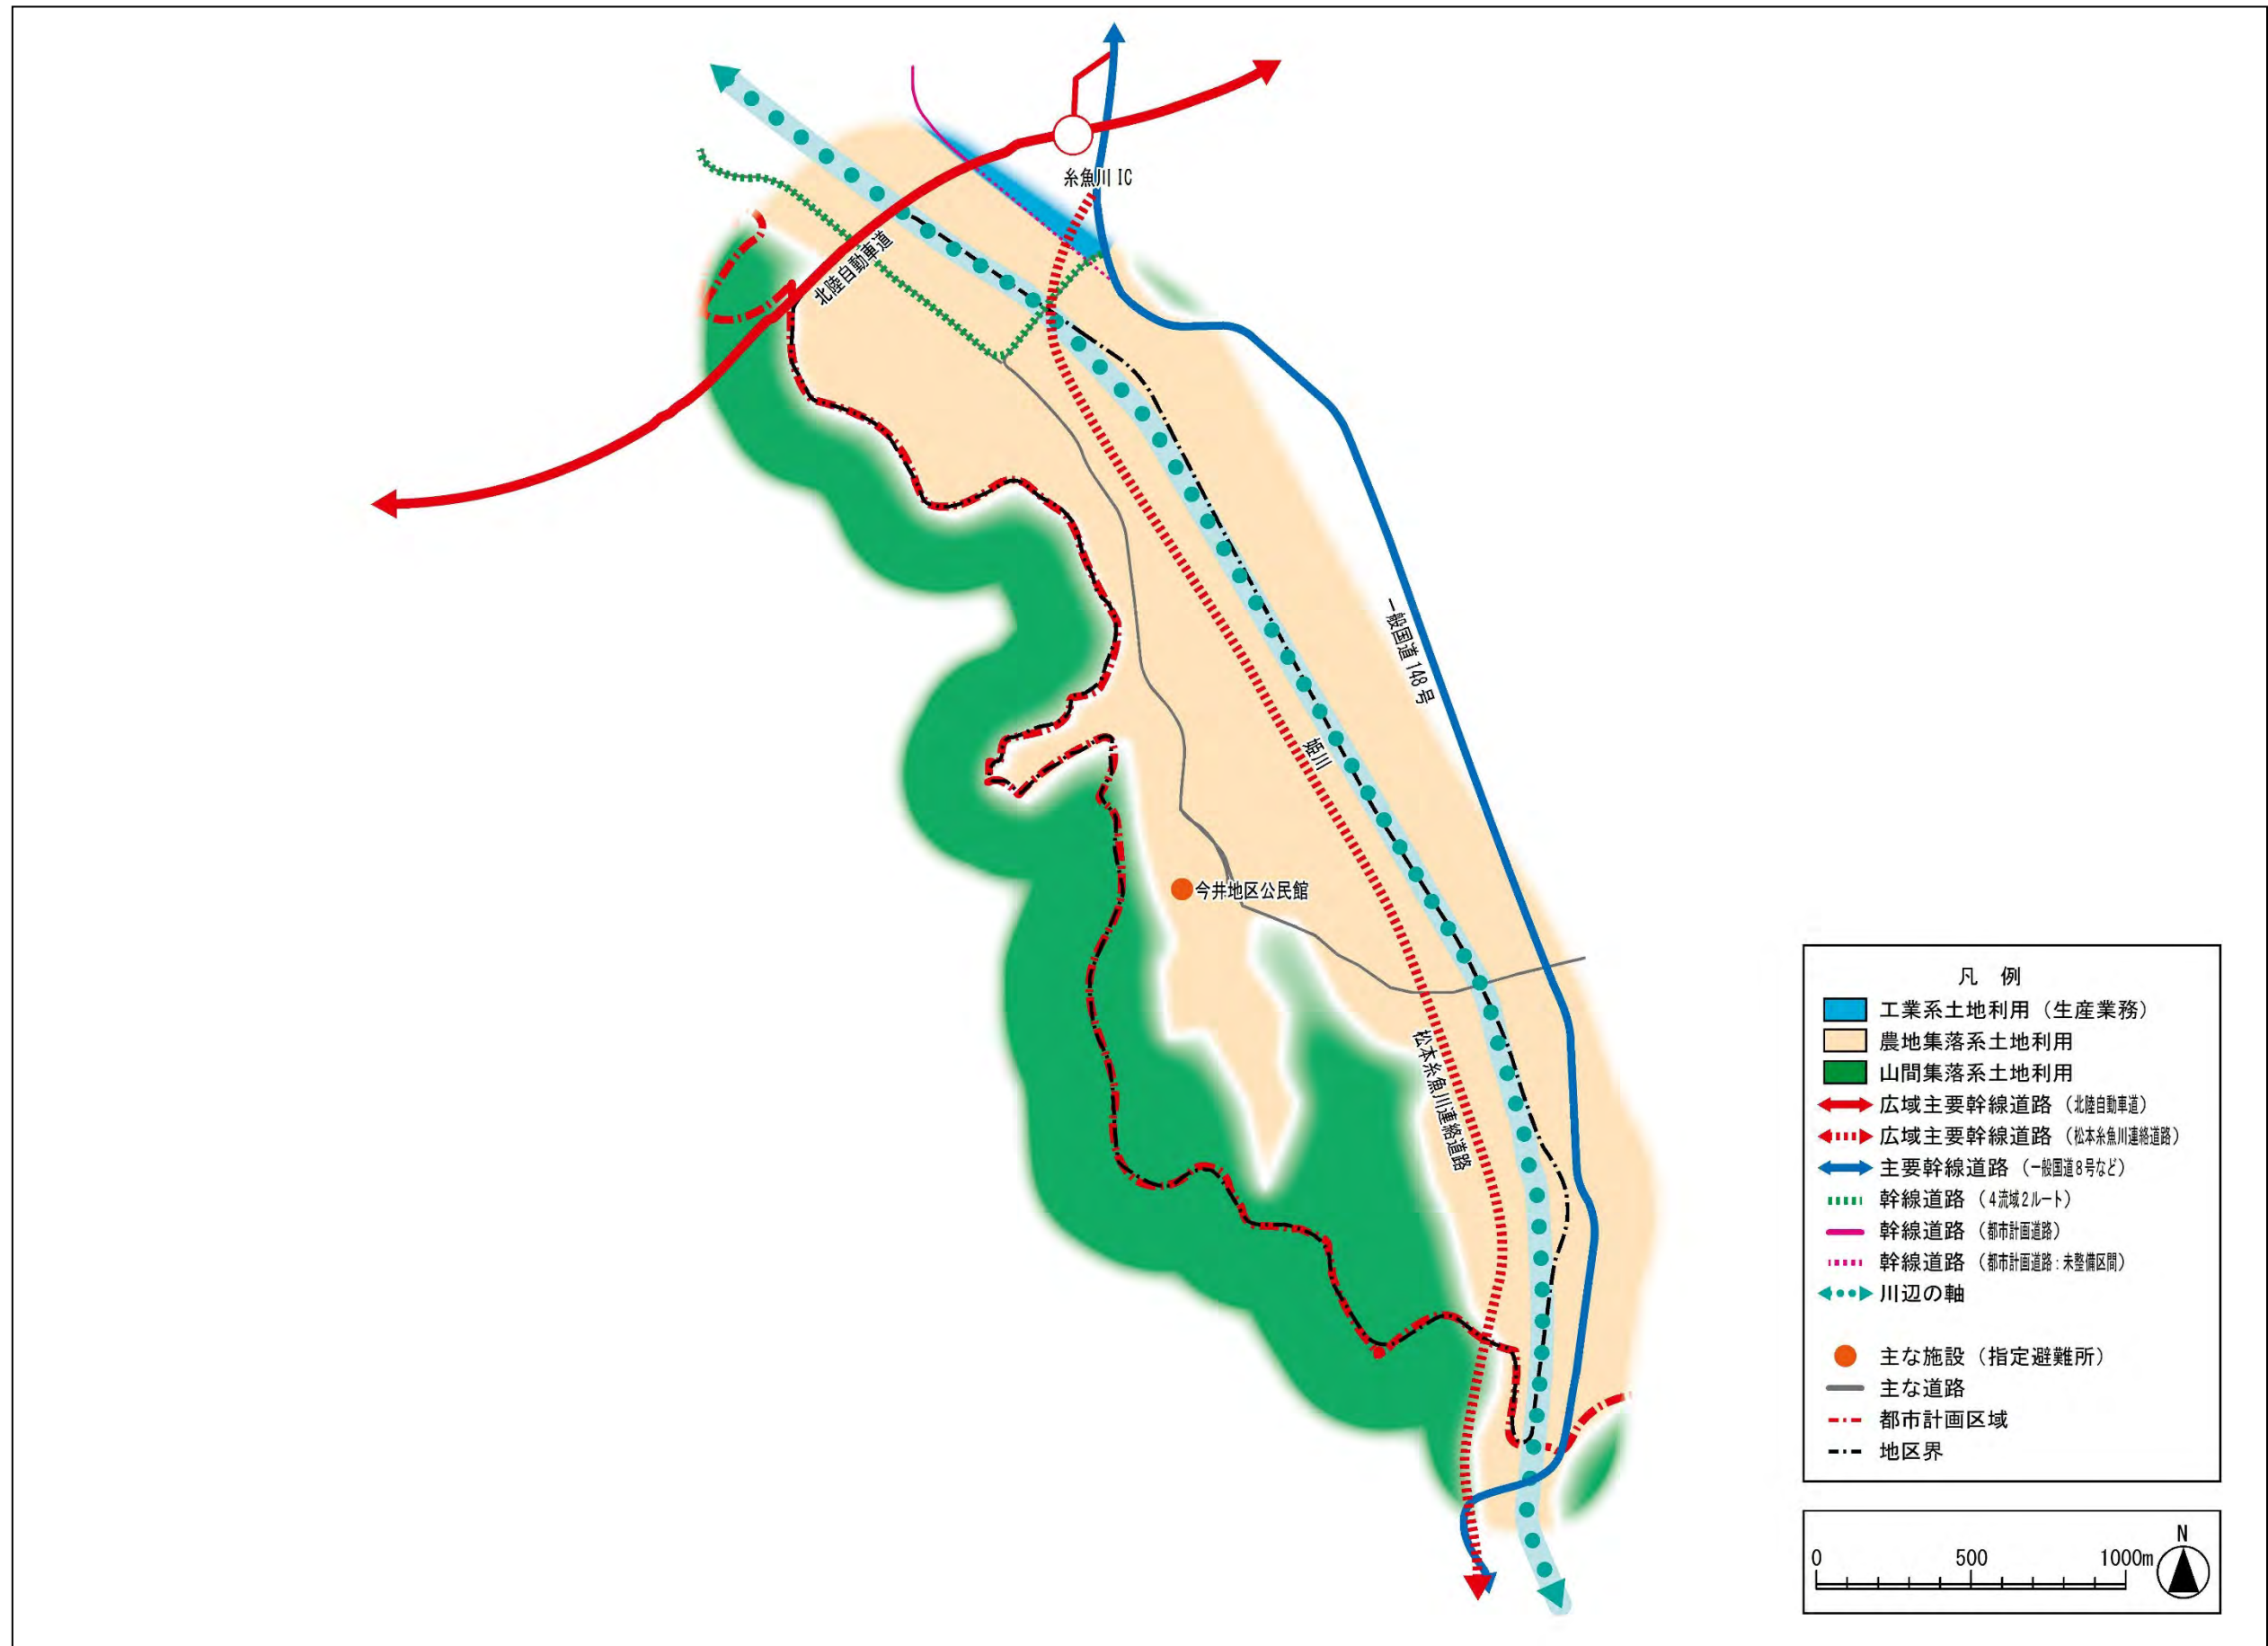 糸魚川 IC
北陸自動車道
一般国道 148 号
姫川
今井地区公民館
松本糸魚川連絡道路
凡 例
工業系土地利用（生産業務）
農地集落系土地利用
山間集落系土地利用
広域主要幹線道路（北陸自動車道）
広域主要幹線道路（松本糸魚川連絡道路）
主要幹線道路（一般国道８号など）
幹線道路（４流域２ルート）
幹線道路（都市計画道路）
幹線道路（都市計画道路：未整備区間）
川辺の軸
主な施設（指定避難所）
主な道路
都市計画区域
地区界
0 500 1000m
N